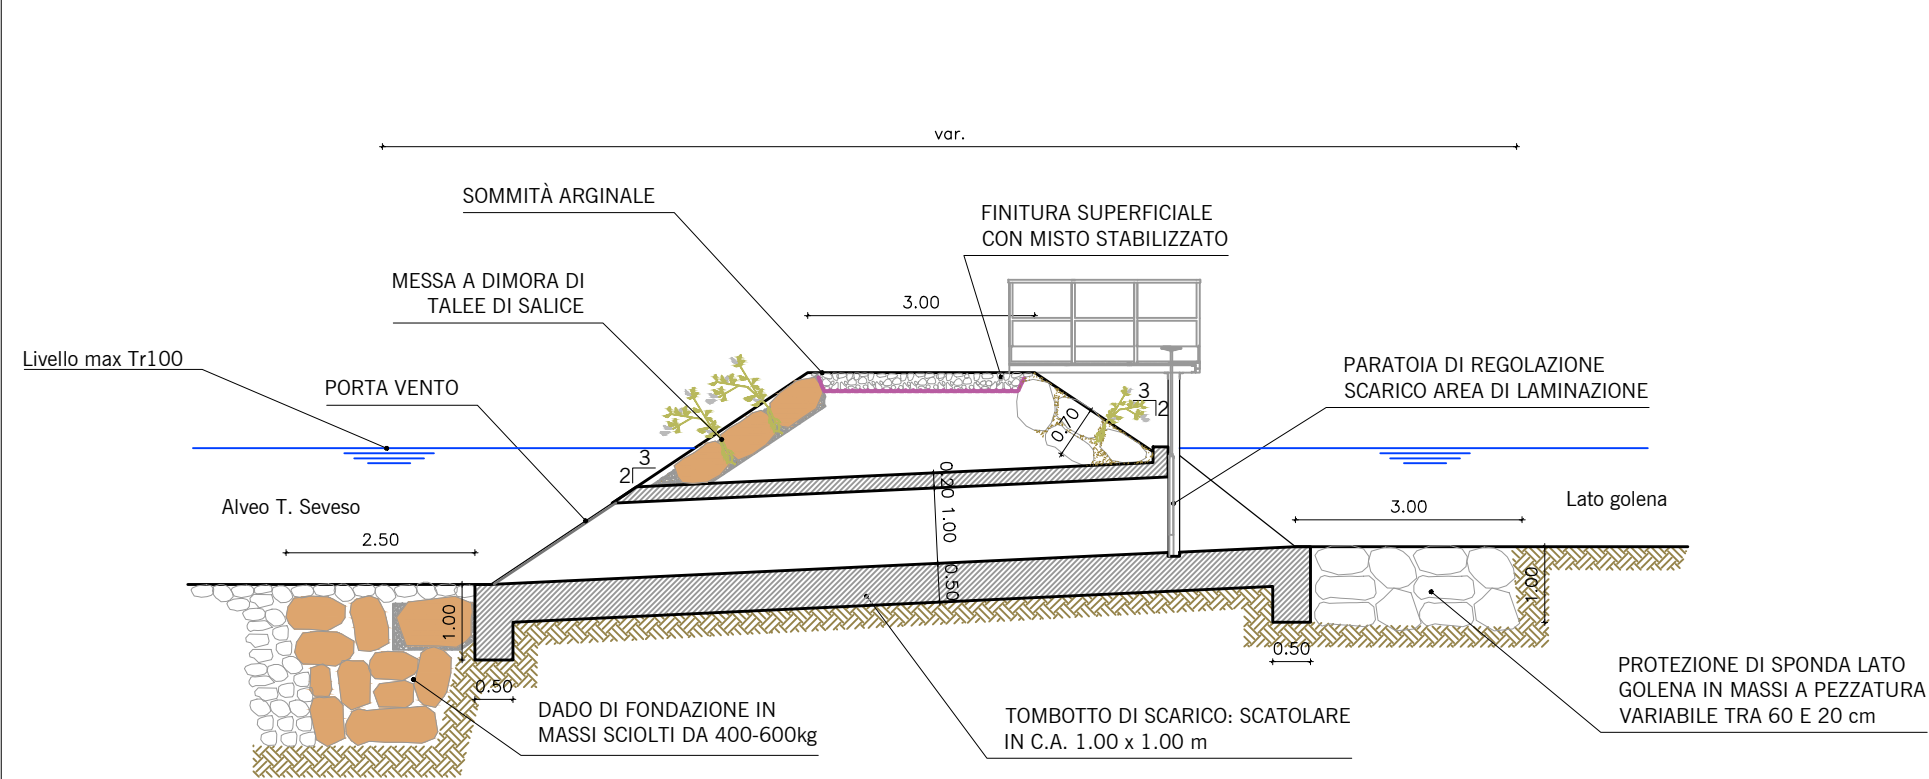 var.
SOMMITÀ ARGINALE
FINITURA SUPERFICIALE
CON MISTO STABILIZZATO
MESSA A DIMORA DI
TALEE DI SALICE
3.00
Livello max Tr100
PORTA VENTO
PARATOIA DI REGOLAZIONE
SCARICO AREA DI LAMINAZIONE
3
2
0.70
3
2
0.20
1.00
0.50
Alveo T. Seveso
Lato golena
2.50
3.00
1.00
1.00
0.50
0.50
DADO DI FONDAZIONE IN
MASSI SCIOLTI DA 400-600kg
TOMBOTTO DI SCARICO: SCATOLARE
IN C.A. 1.00 x 1.00 m
PROTEZIONE DI SPONDA LATO
GOLENA IN MASSI A PEZZATURA
VARIABILE TRA 60 E 20 cm